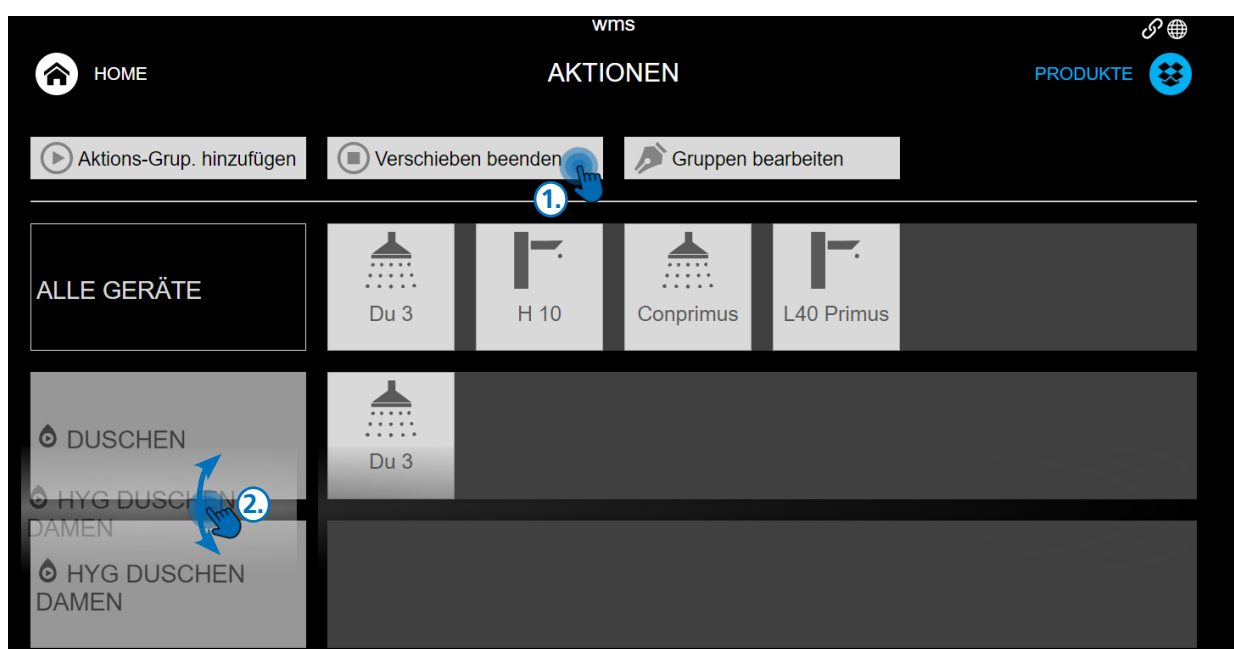 wms
HOME
AKTIONEN
PRODUKTE
Aktions-Grup. hinzufügen
Verschieben beenden
Gruppen bearbeiten
1.
ALLE GERÄTE
Du 3
H 10
Conprimus
L40 Primus
DUSCHEN
Du 3
HYG DUSCHEN
DAMEN
2.
HYG DUSCHEN
DAMEN